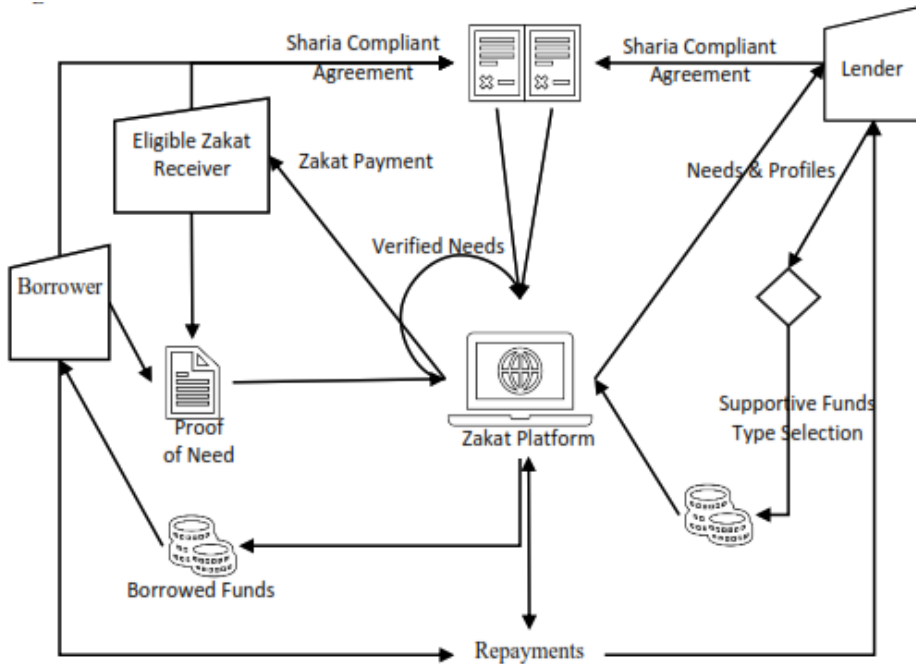 Sharia Compliant
Agreement
Sharia Compliant
Agreement
Lender
Eligible Zakat
Receiver
Zakat Payment
Needs & Profiles
Verified Needs
Borrower
Proof
of Need
Zakat Platform
Supportive Funds
Type Selection
Borrowed Funds
Repayments